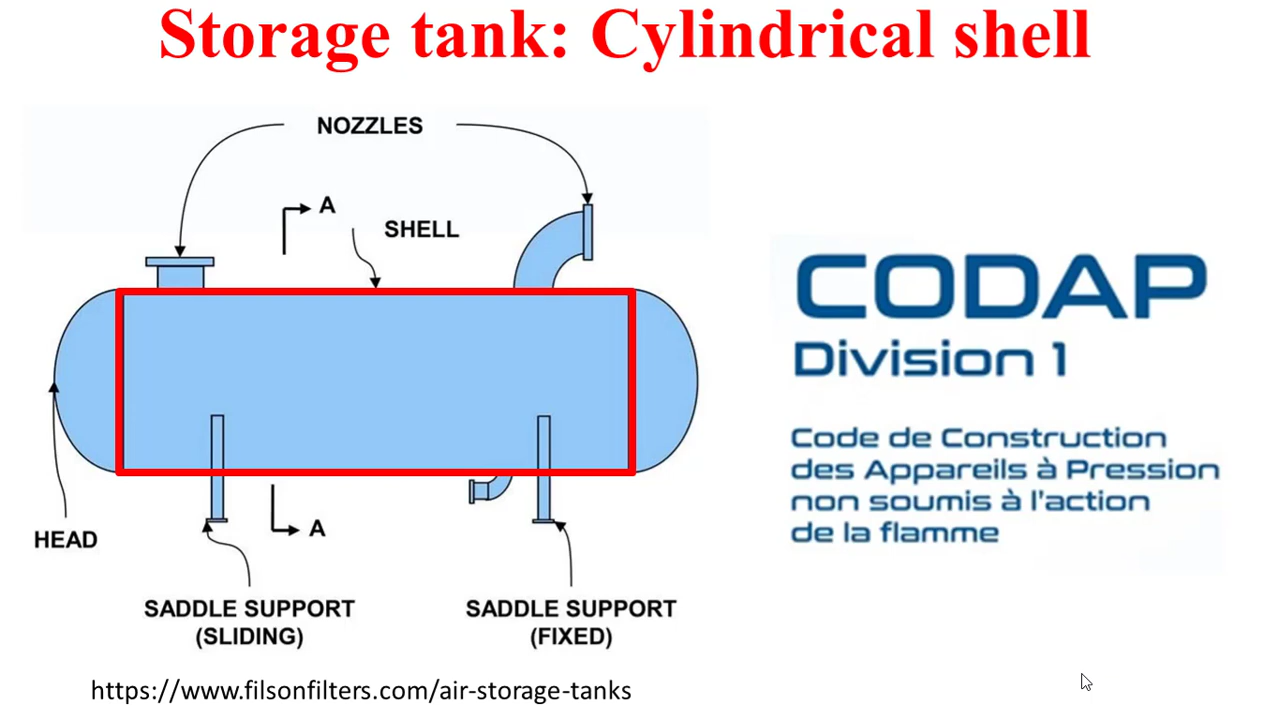 Storage tank: Cylindrical shell
NOZZLES
A
SHELL
HEAD
A
SADDLE SUPPORT
(SLIDING)
SADDLE SUPPORT
(FIXED)
https://www.filsonfilters.com/air-storage-tanks
CODAP
Division 1
Code de Construction
des Appareils à Pression
non soumis à l'action
de la flamme